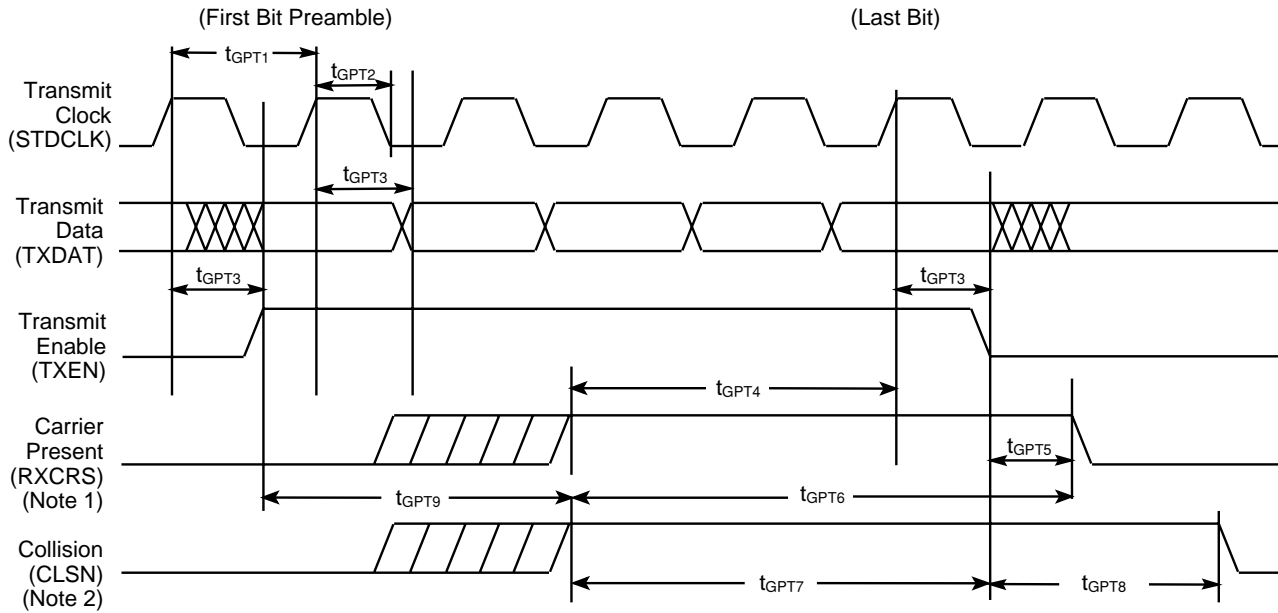 (First Bit Preamble)
(Last Bit)
tGPT1
tGPT2
Transmit
Clock
(STDCLK)
tGPT3
Transmit
Data
(TXDAT)
tGPT3
tGPT3
Transmit
Enable
(TXEN)
tGPT4
Carrier
Present
(RXCRS)
(Note 1)
tGPT5
tGPT9
tGPT6
Collision
(CLSN)
(Note 2)
tGPT7
tGPT8